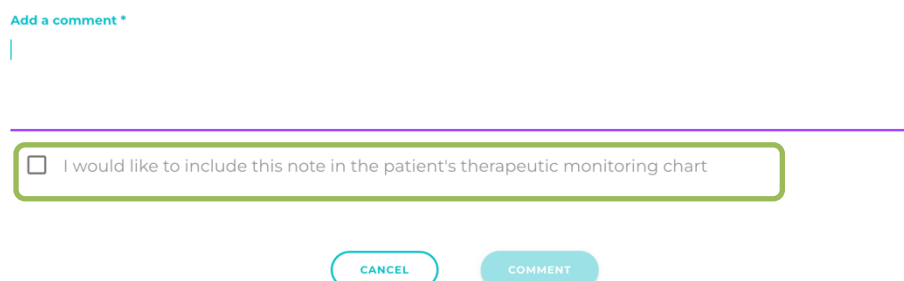 Add a comment *
I would like to include this note in the patient's therapeutic monitoring chart
CANCEL COMMENT